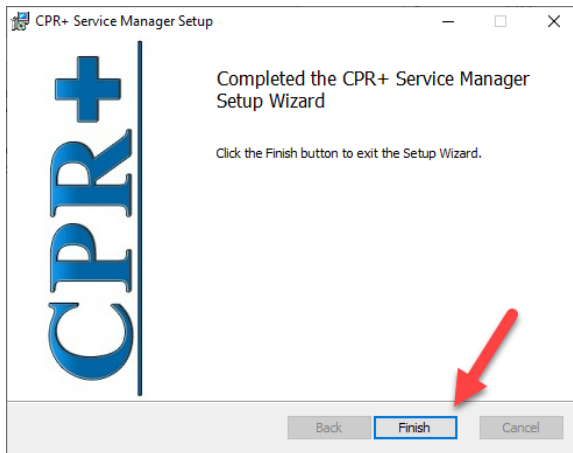 CPR+ Service Manager Setup
CPR+
Completed the CPR+ Service Manager
Setup Wizard
Click the Finish button to exit the Setup Wizard.
Back Finish Cancel